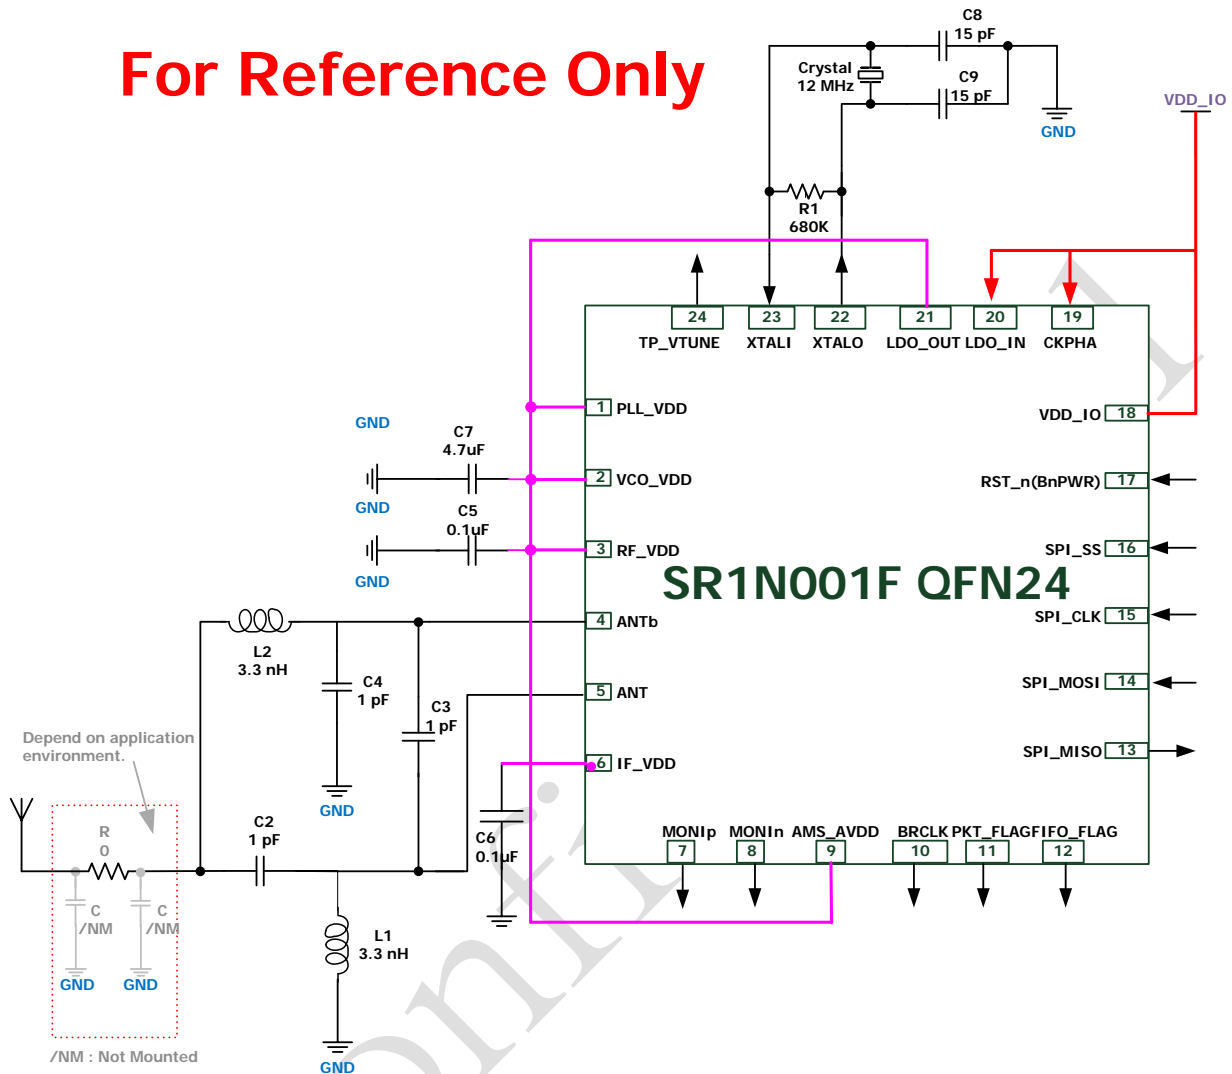 For Reference Only
C8
15 pF
Crystal
12 MHz
C9
15 pF
GND
VDD_IO
R1
680K
24
23
22
21
20
19
TP_VTUNE
XTALI
XTALO
LDO_OUT
LDO_IN
CKPHA
1
PLL_VDD
VDD_IO
18
GND
C7
4.7uF
2
VCO_VDD
RST_n(BnPWR)
17
GND
C5
0.1uF
3
RF_VDD
SPI_SS
16
GND
SR1N001F QFN24
4
ANTb
SPI_CLK
15
L2
3.3 nH
C4
1 pF
5
ANT
SPI_MOSI
14
C3
1 pF
Depend on application
environment.
6
IF_VDD
SPI_MISO
13
GND
R
0
C2
1 pF
C6
0.1uF
MONIp
MONIn
AMS_AVDD
BRCLK
PKT_FLAG
FIFO_FLAG
7
8
9
10
11
12
C
/NM
C
/NM
L1
3.3 nH
GND
GND
/NM : Not Mounted
GND
onfi